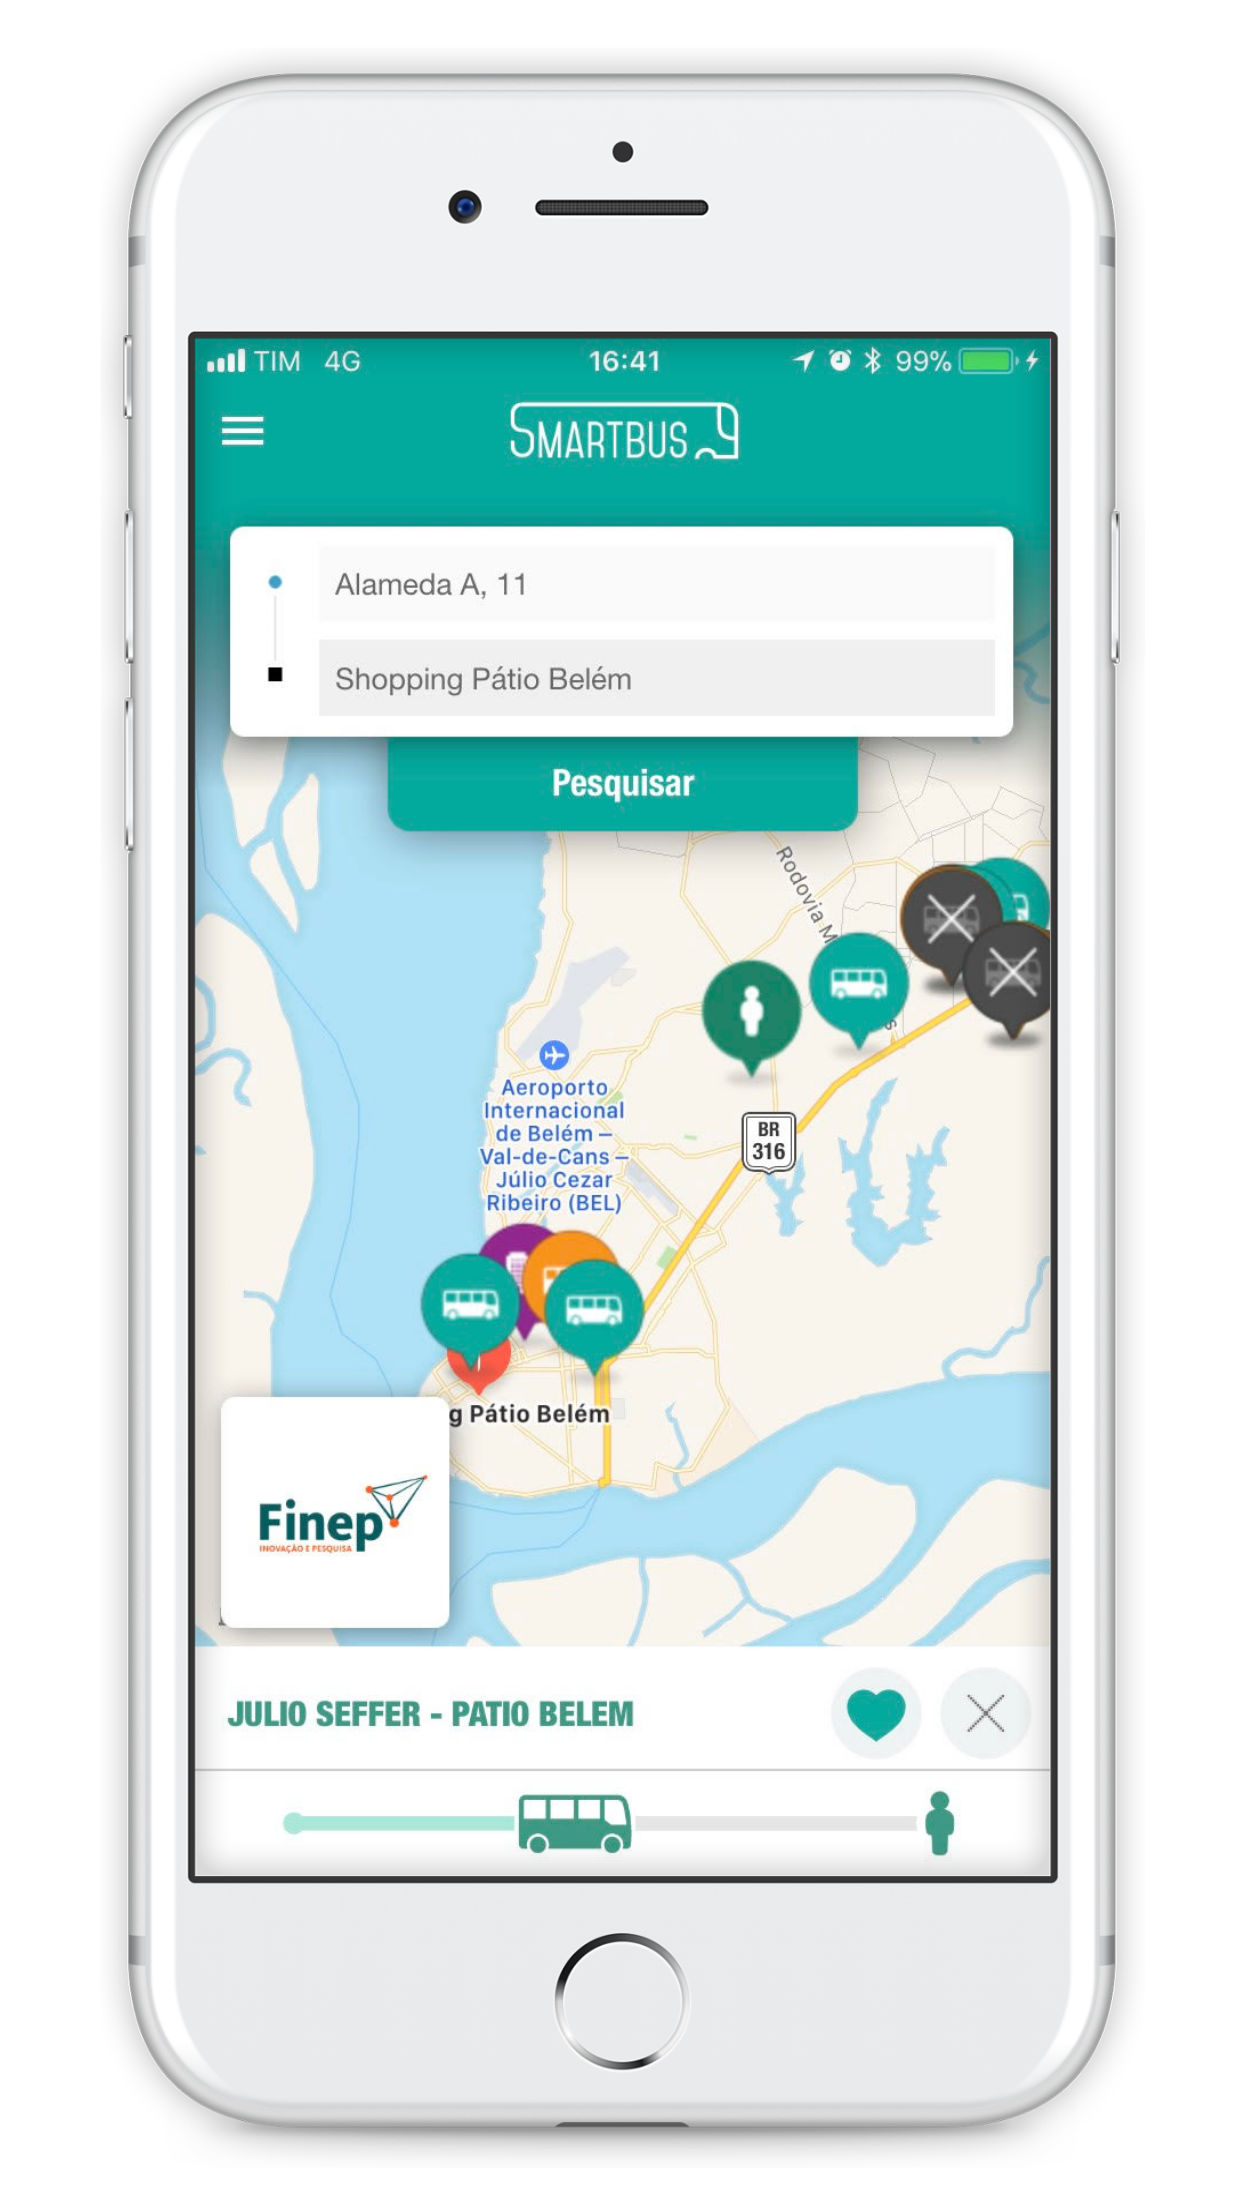 TIM 4G 16:41 99%
SMARTBUS
Alameda A, 11
Shopping Pátio Belém
Pesquisar
Rodovia M
s
Aeroporto
Internacional
de Belém –
Val-de-Cans –
Júlio Cezar
Ribeiro (BEL)
BR
316
g Pátio Belém
Finep
INOVAÇÃO E PESQUISA
JULIO SEFFER - PATIO BELEM